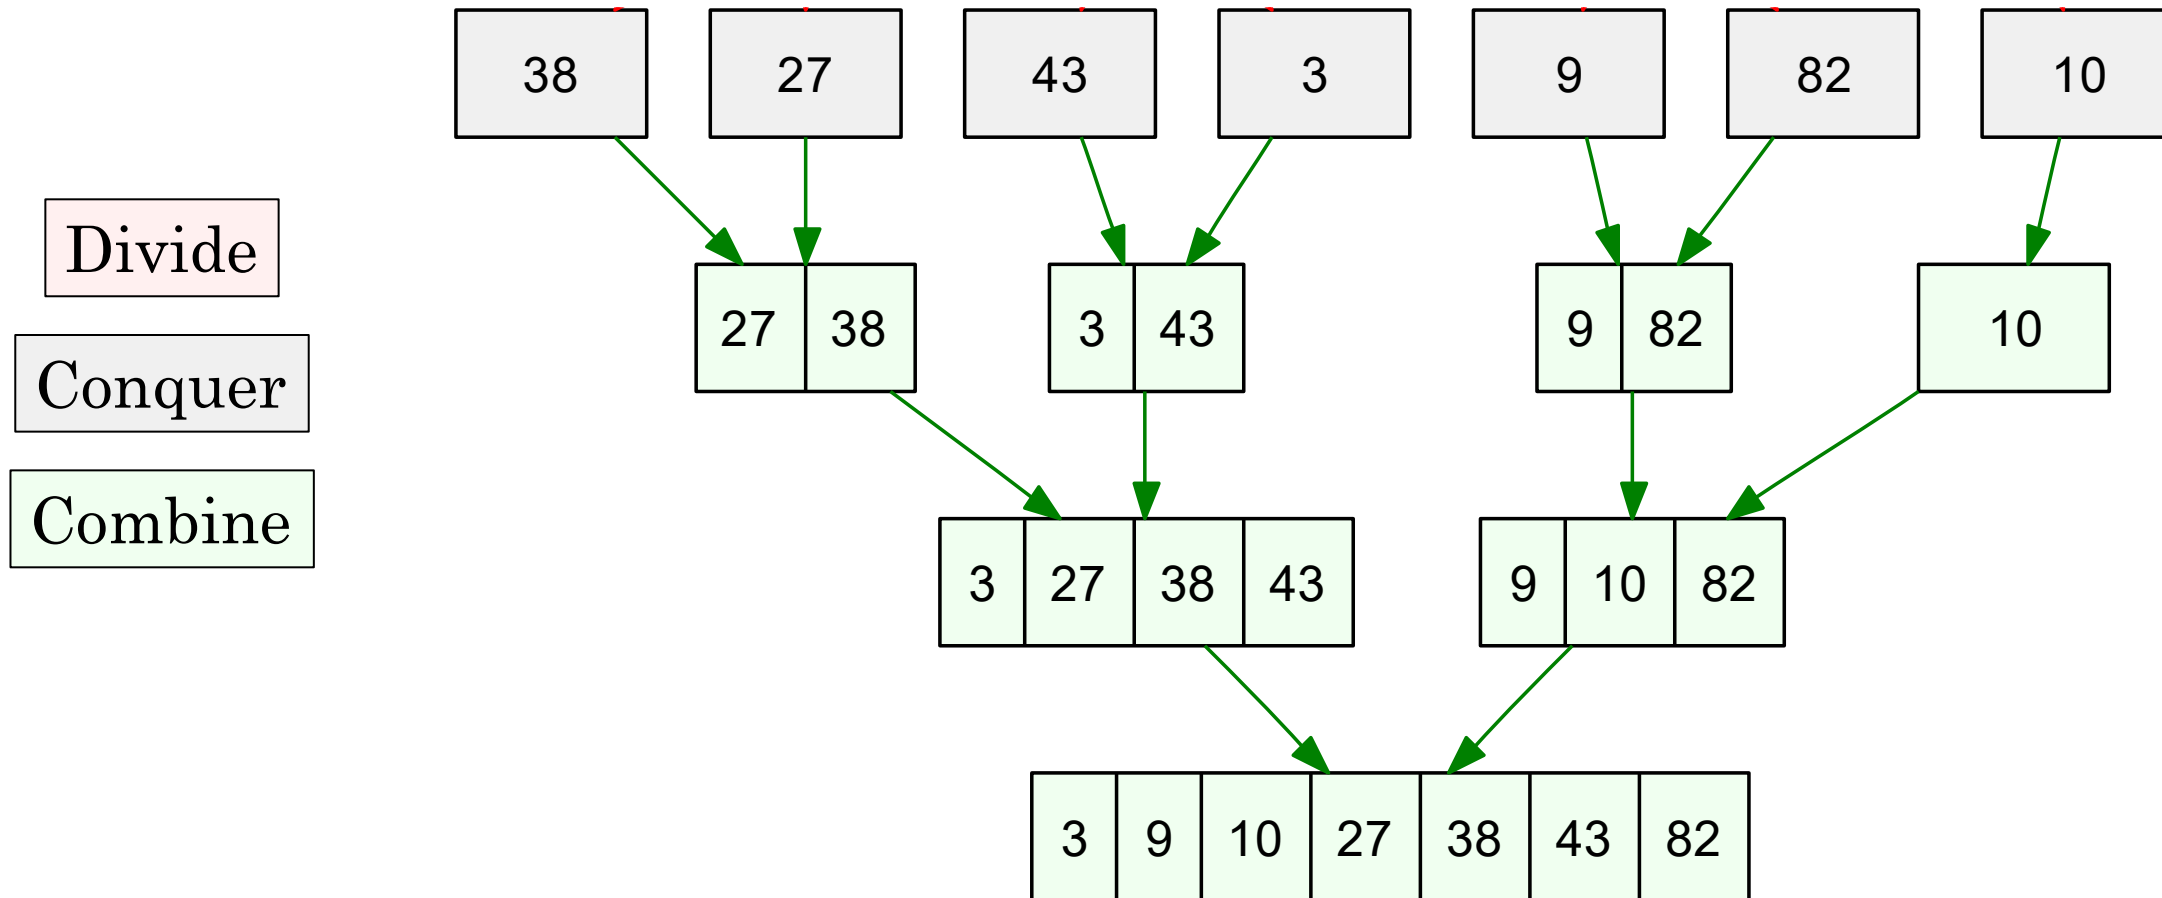 38 27 43 3 9 82 10
Divide
27 38 3 43 9 82 10
Conquer
Combine
3 27 38 43 9 10 82
3 9 10 27 38 43 82